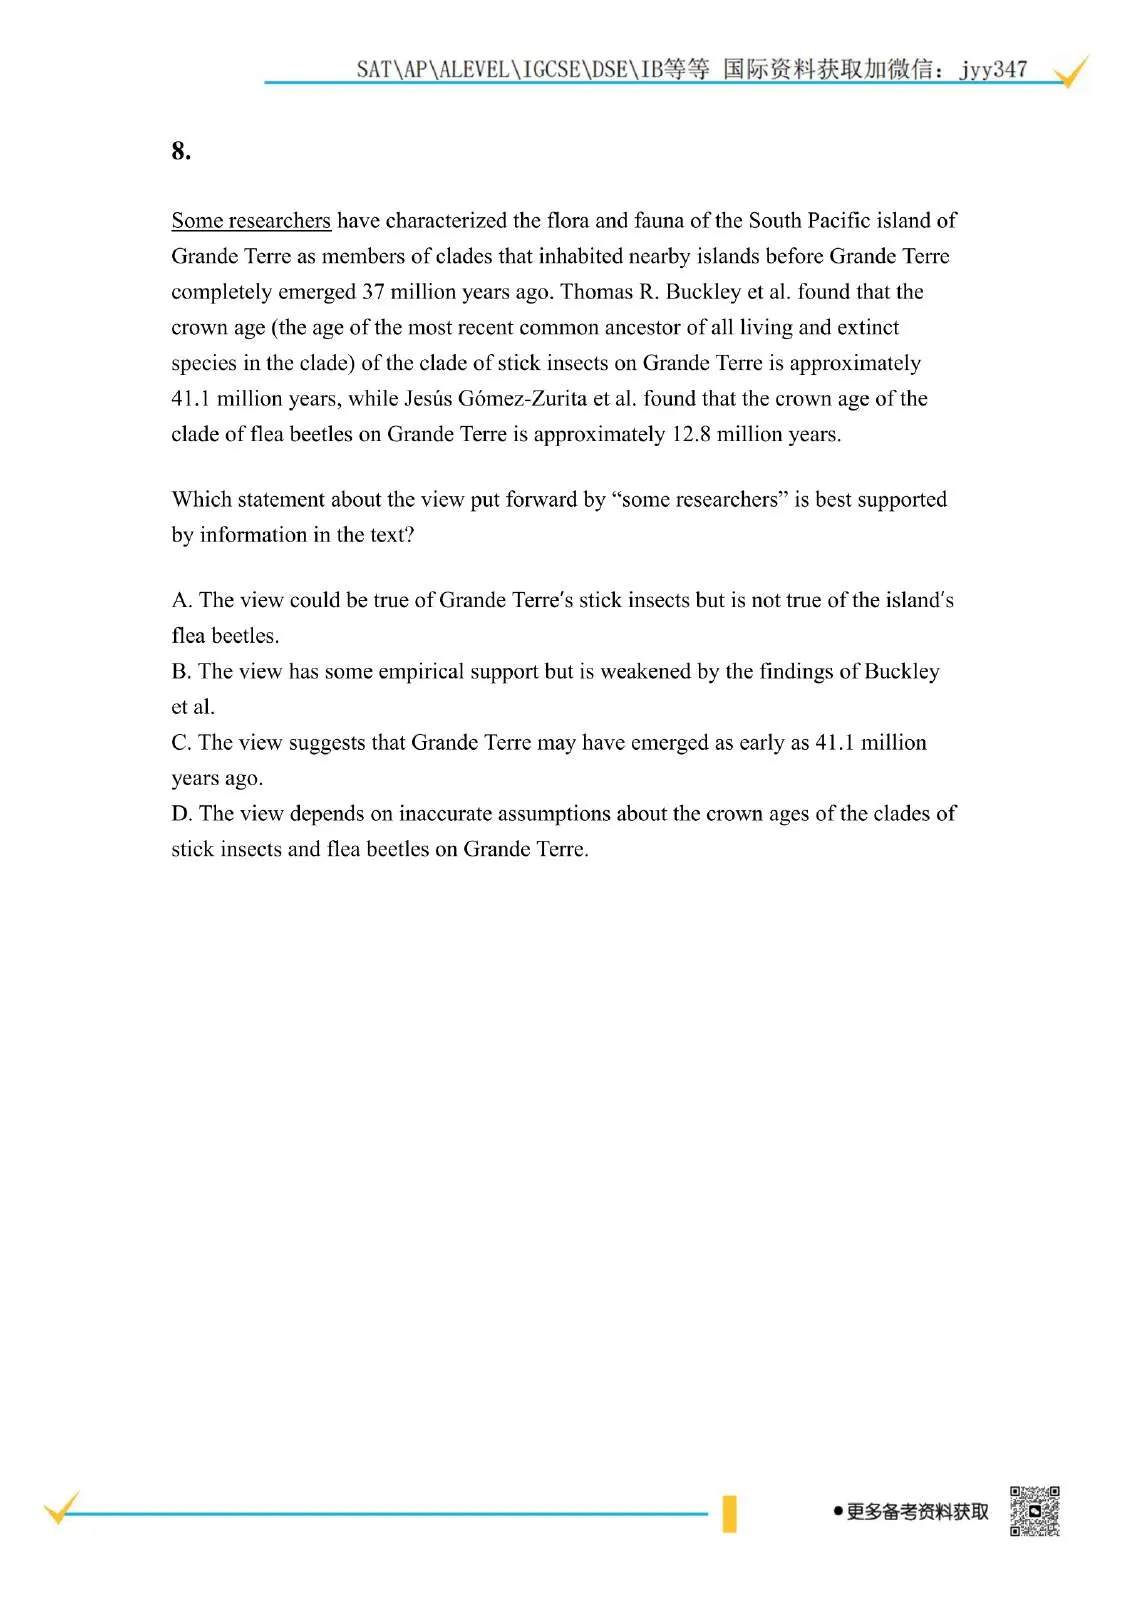 SAT\AP\ALEVEL\IGCSE\DSE\IB等等 国际资料获取加微信：jyy347
8.
Some researchers have characterized the flora and fauna of the South Pacific island of
Grande Terre as members of clades that inhabited nearby islands before Grande Terre
completely emerged 37 million years ago. Thomas R. Buckley et al. found that the
crown age (the age of the most recent common ancestor of all living and extinct
species in the clade) of the clade of stick insects on Grande Terre is approximately
41.1 million years, while Jesús Gómez-Zurita et al. found that the crown age of the
clade of flea beetles on Grande Terre is approximately 12.8 million years.
Which statement about the view put forward by “some researchers” is best supported
by information in the text?
A. The view could be true of Grande Terre′s stick insects but is not true of the island′s
flea beetles.
B. The view has some empirical support but is weakened by the findings of Buckley
et al.
C. The view suggests that Grande Terre may have emerged as early as 41.1 million
years ago.
D. The view depends on inaccurate assumptions about the crown ages of the clades of
stick insects and flea beetles on Grande Terre.
●更多备考资料获取